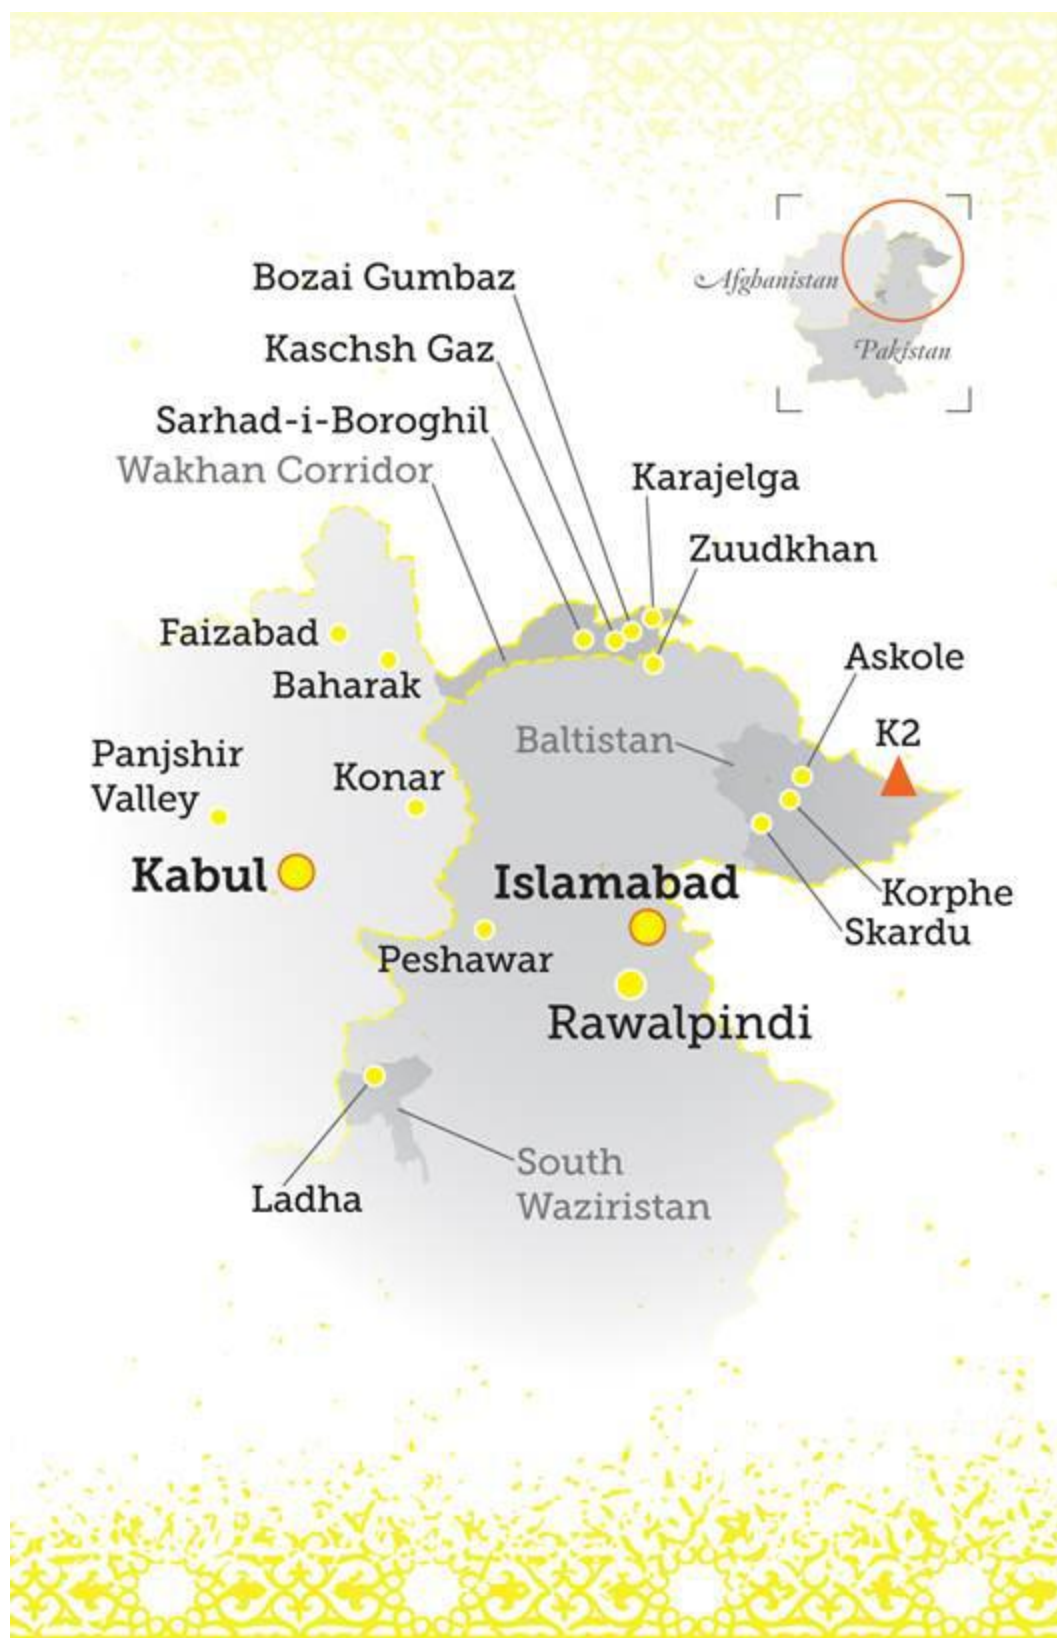 Afghanistan
Pakistan
Bozai Gumbaz
Kaschsh Gaz
Sarhad-i-Boroghil
Wakhan Corridor
Karajelga
Zuudkhan
Faizabad
Baharak
Askole
K2
Baltistan
Panjshir
Valley
Konar
Kabul
Islamabad
Korphe
Skardu
Peshawar
Rawalpindi
South
Waziristan
Ladha